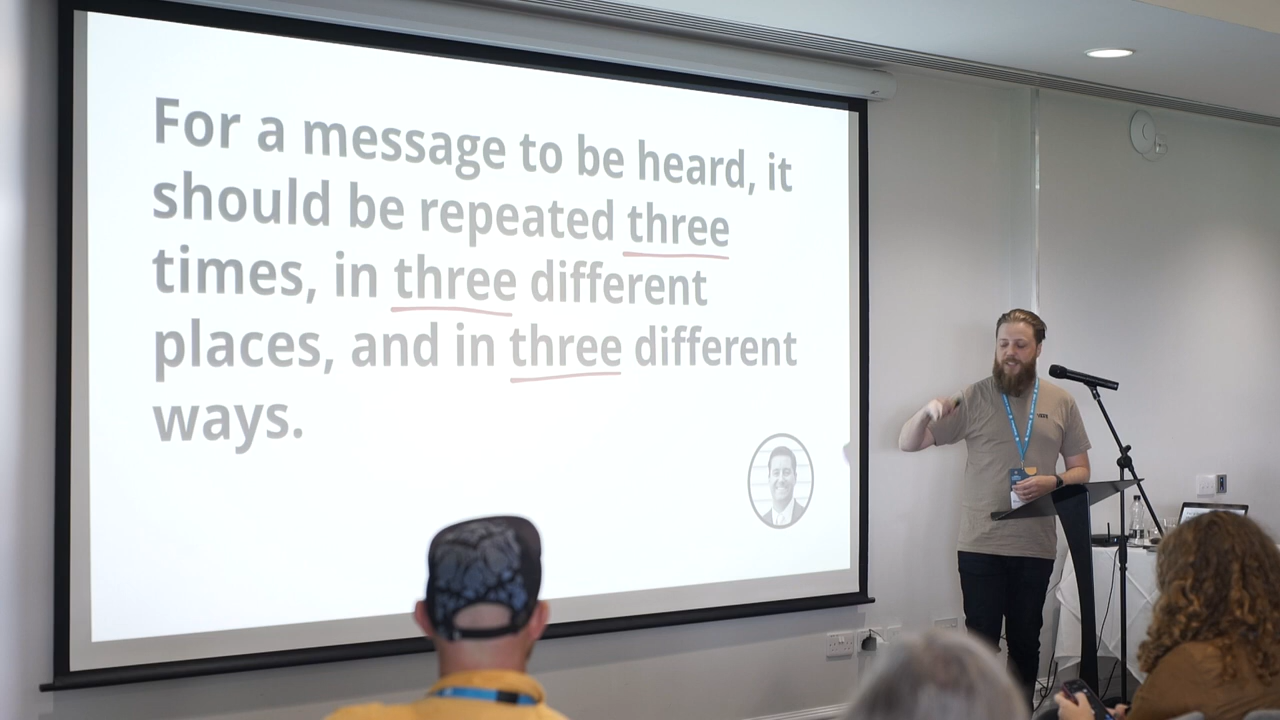 For a message to be heard, it
should be repeated three
times, in three different
places, and in three different
ways.